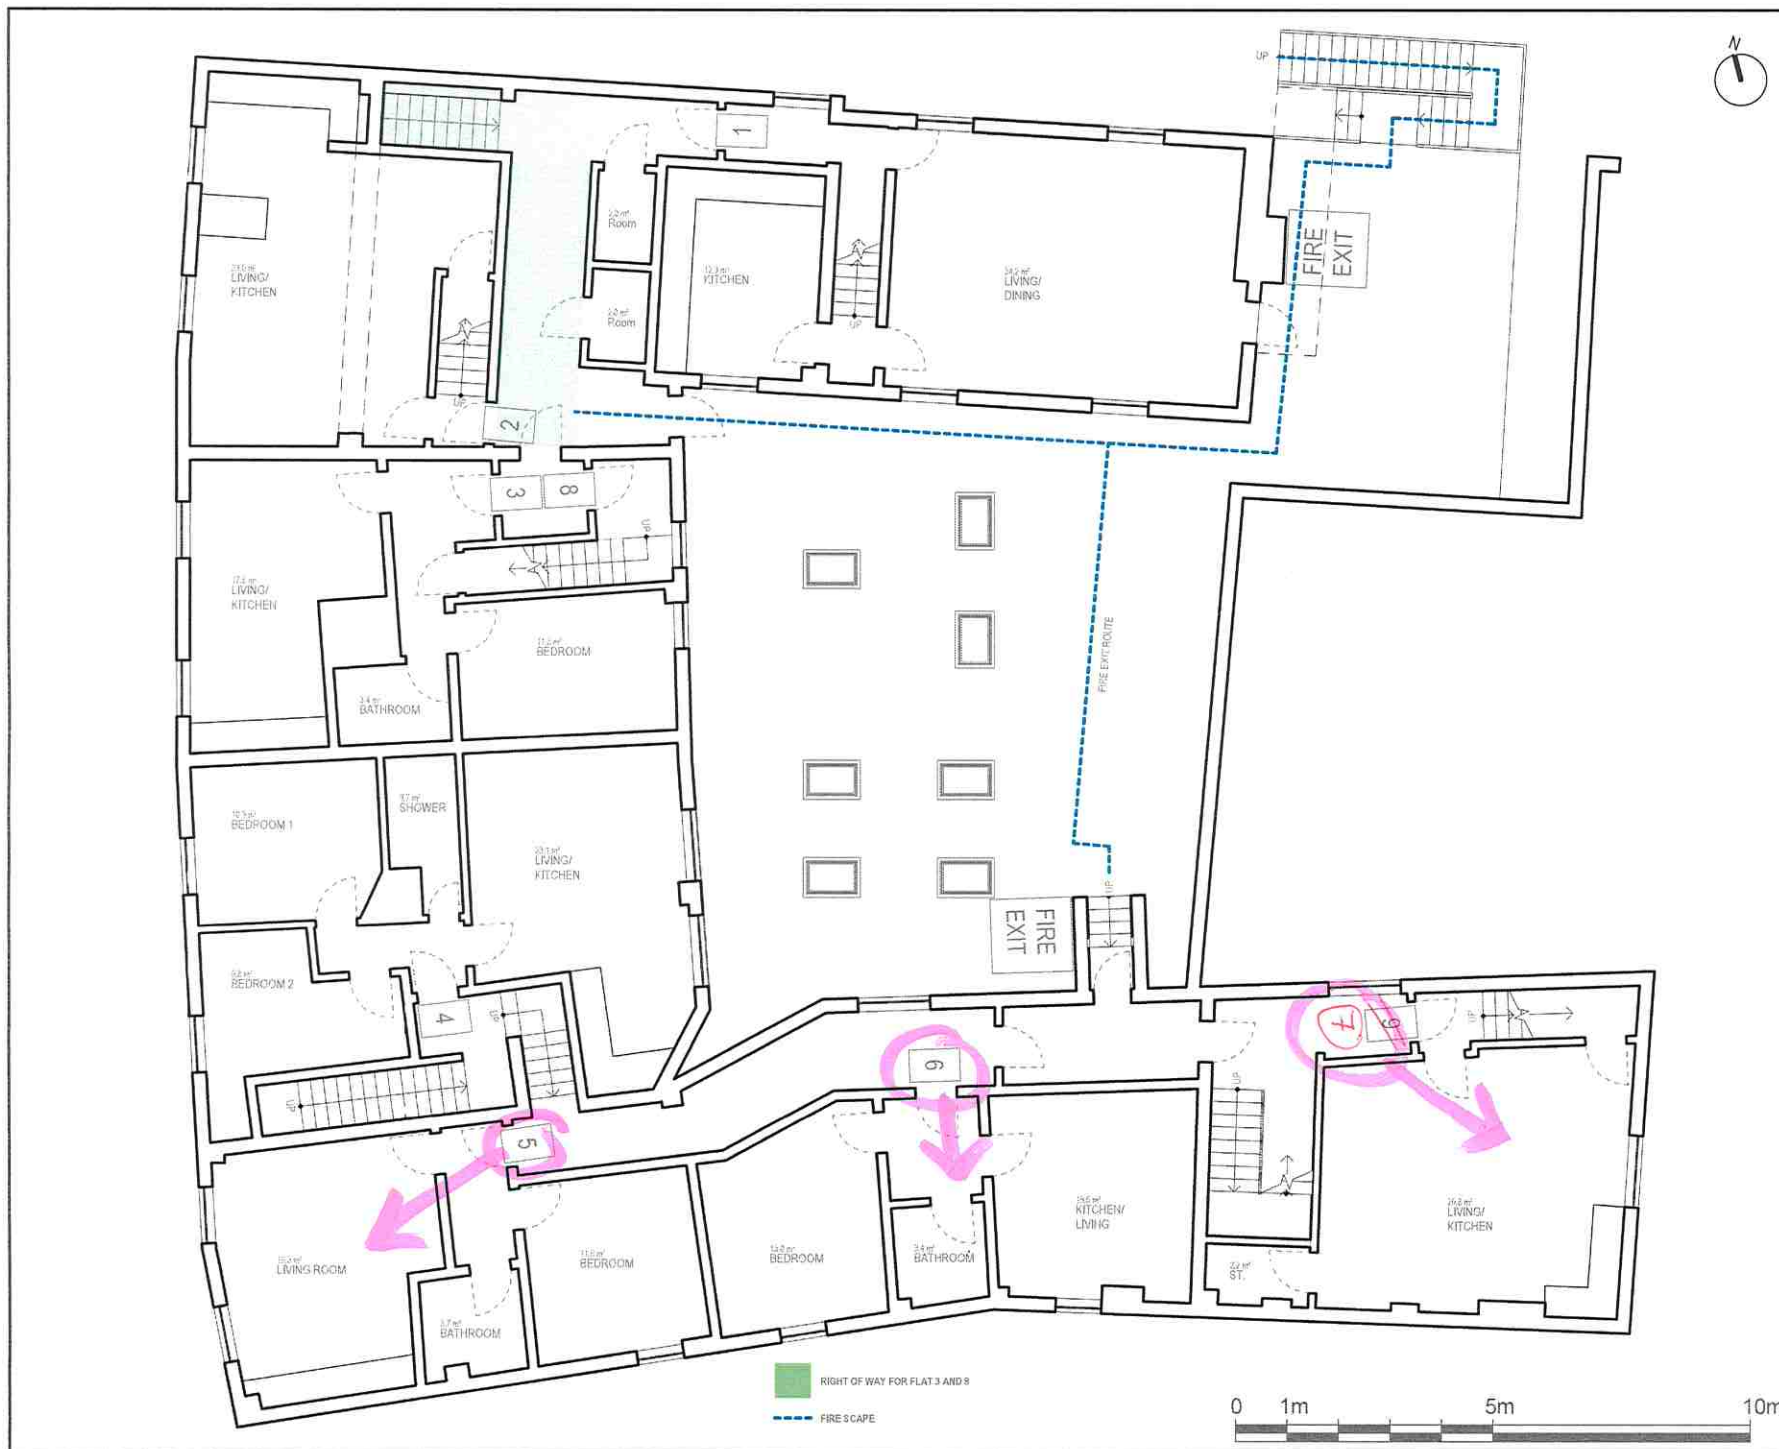 N
UP
1
Room
LIVING/
KITCHEN
KITCHEN
LIVING/
DINING
FIRE
EXIT
Room
UP
UP
2
3
8
UP
LIVING/
KITCHEN
BEDROOM
BATHROOM
FIRE EXIT ROUTE
SHOWER
BEDROOM 1
LIVING/
KITCHEN
BEDROOM 2
UP
FIRE
EXIT
4
UP
7
9
UP
6
UP
UP
5
KITCHEN/
LIVING
LIVING/
KITCHEN
LIVING ROOM
BEDROOM
BEDROOM
BATHROOM
ST.
BATHROOM
RIGHT OF WAY FOR FLAT 3 AND 8
FIRE SCAPE
0 1m 5m 10m